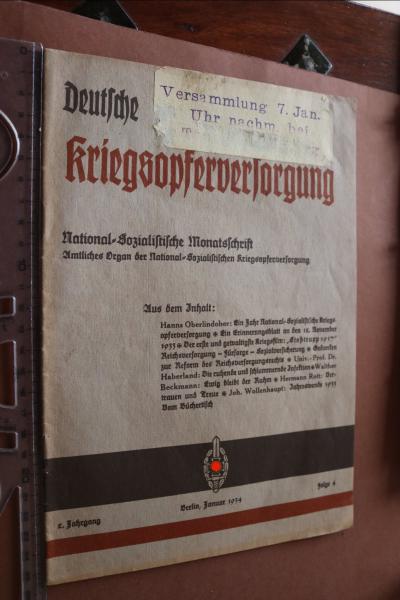 Deutsche
Versammlung 7. Jan.
Uhr nachm. bei
Kriegsopferversorgung
National-Sozialistische Monatsschrift
Amtliches Organ der National-Sozialistischen Kriegsopferversorgung
Aus dem Inhalt:
Hanns Oberlindober: Ein Jahr National-Sozialistische Kriegs-
opferversorgung ✱ Ein Erinnerungsblatt an den 12. November
1933 ✱ Der erste und gewaltigste Kriegsfilm: „Stoßtrupp 1917“
Reichsversorgung – Fürsorge – Sozialversicherung ✱ Gedanken
zur Reform des Reichsversorgungsrechts ✱ Univ.-Prof. Dr.
Haberland: Die ruhende und schlummernde Infektion ✱ Walther
Beckmann: Ewig bleibt der Ruhm ✱ Hermann Rott: Ver-
trauen und Treue ✱ Joh. Wollenhaupt: Jahreswende 1933
Vom Büchertisch
2. Jahrgang
Berlin, Januar 1934
Folge 4